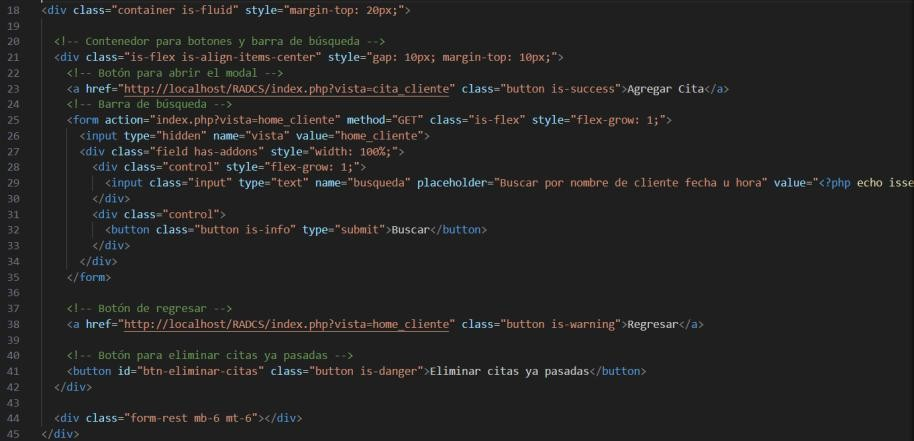 18 <div class="container is-fluid" style="margin-top: 20px;">
19
20 <!-- Contenedor para botones y barra de búsqueda -->
21 <div class="is-flex is-align-items-center" style="gap: 10px; margin-top: 10px;">
22 <!-- Botón para abrir el modal -->
23 <a href="http://localhost/RADCS/index.php?vista=cita_cliente" class="button is-success">Agregar Cita</a>
24 <!-- Barra de búsqueda -->
25 <form action="index.php?vista=home_cliente" method="GET" class="is-flex" style="flex-grow: 1;">
26 <input type="hidden" name="vista" value="home_cliente">
27 <div class="field has-addons" style="width: 100%;">
28 <div class="control" style="flex-grow: 1;">
29 <input class="input" type="text" name="busqueda" placeholder="Buscar por nombre de cliente fecha u hora" value="<?php echo isse
30 </div>
31 <div class="control">
32 <button class="button is-info" type="submit">Buscar</button>
33 </div>
34 </div>
35 </form>
36
37 <!-- Botón de regresar -->
38 <a href="http://localhost/RADCS/index.php?vista=home_cliente" class="button is-warning">Regresar</a>
39
40 <!-- Botón para eliminar citas ya pasadas -->
41 <button id="btn-eliminar-citas" class="button is-danger">Eliminar citas ya pasadas</button>
42 </div>
43
44 <div class="form-rest mb-6 mt-6"></div>
45 </div>